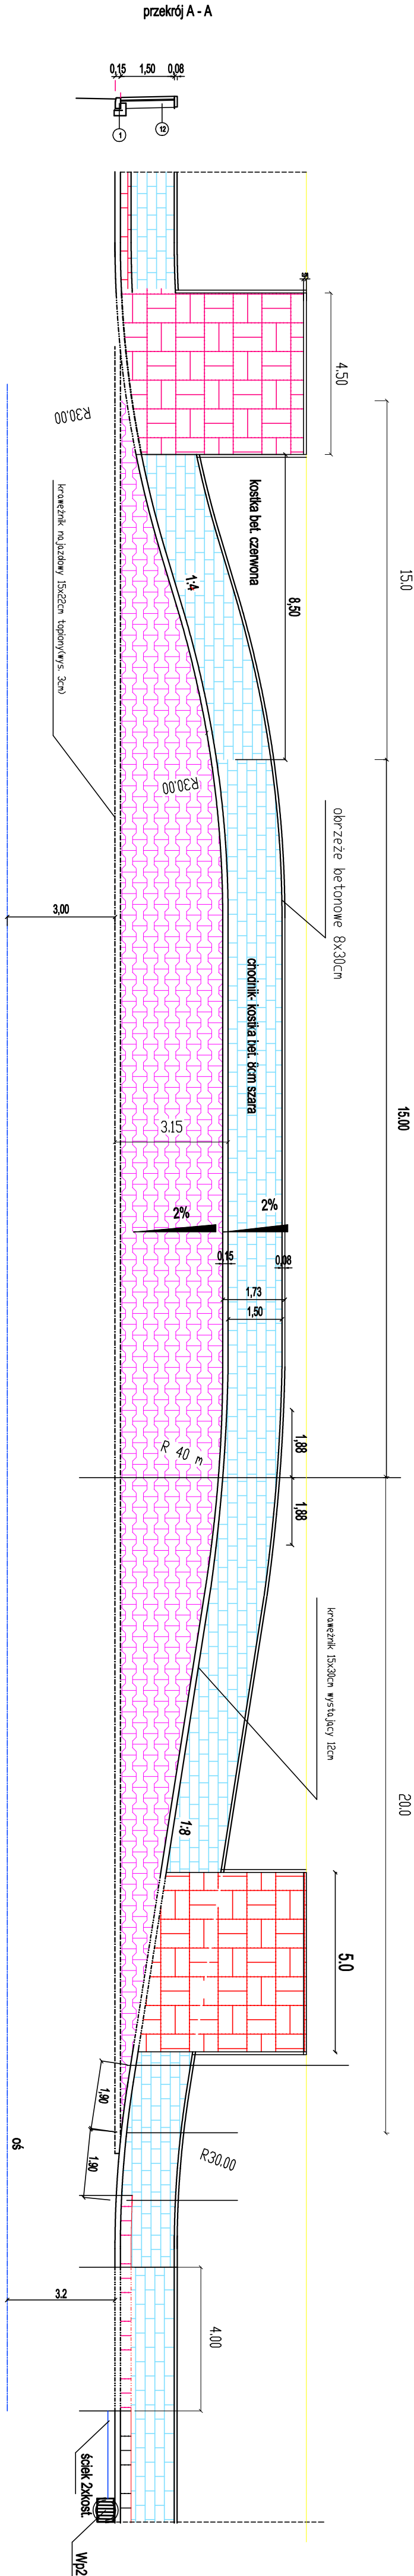 przekrój A - A
0,15
1,50
0,08
1
12
4.50
R30.00
krawężnik najazdowy 15x22cm topiony(wys. 3cm)
kostka bet. czerwona
1:4
8,50
15.0
R30.00
obrzeże betonowe 8x30cm
3,00
chodnik- kostka bet. 8cm szara
15.00
3.15
2%
2%
0,15
0,08
1,73
1,50
1,88
R 40 m
1,88
krawężnik 15x30cm wystający 12cm
20.0
1:8
5.0
1,90
1.90
R30.00
oś
3.2
4.00
ściek 2xkost.
Wp2